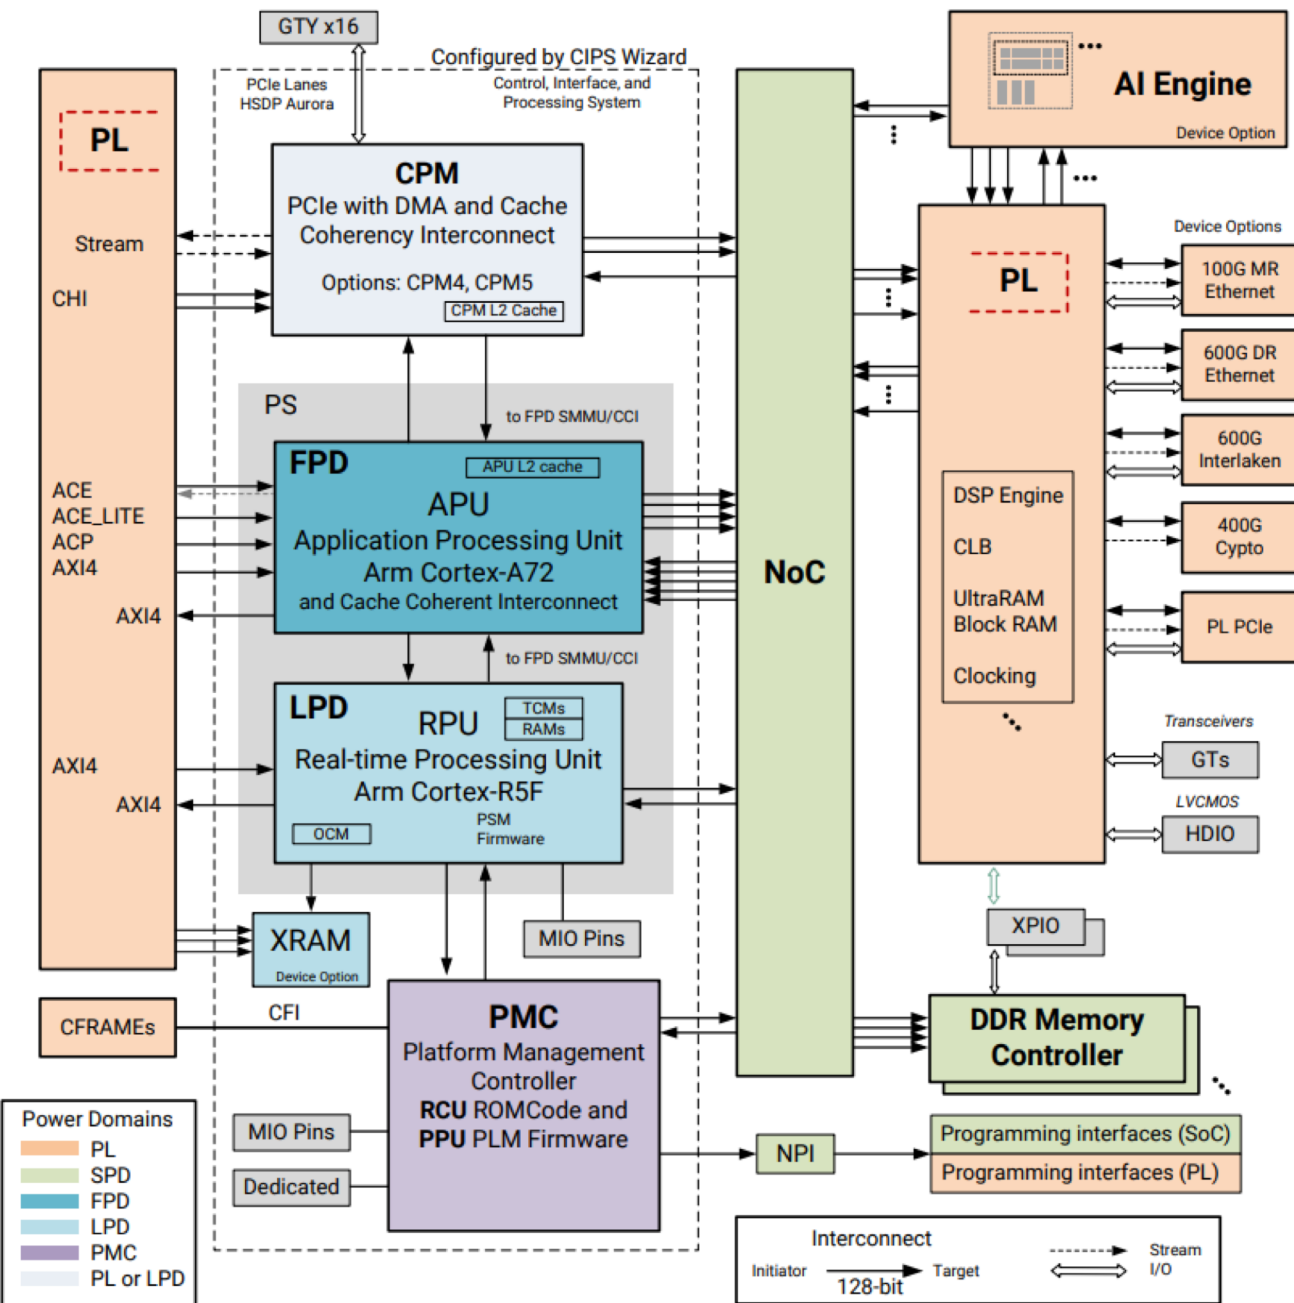 GTY x16
Configured by CIPS Wizard
PCIe Lanes
HSDP Aurora
Control, Interface, and
Processing System
PL
Stream
CHI
ACE
ACE_LITE
ACP
AXI4
AXI4
AXI4
AXI4
CPM
PCIe with DMA and Cache
Coherency Interconnect
Options: CPM4, CPM5
CPM L2 Cache
PS
to FPD SMMU/CCI
FPD
APU L2 cache
APU
Application Processing Unit
Arm Cortex-A72
and Cache Coherent Interconnect
to FPD SMMU/CCI
LPD
TCMs
RAMs
RPU
Real-time Processing Unit
Arm Cortex-R5F
OCM
PSM
Firmware
XRAM
Device Option
MIO Pins
CFRAMEs
CFI
PMC
Platform Management
Controller
RCU ROMCode and
PPU PLM Firmware
MIO Pins
Dedicated
NoC
AI Engine
Device Option
PL
DSP Engine
CLB
UltraRAM
Block RAM
Clocking
Device Options
100G MR
Ethernet
600G DR
Ethernet
600G
Interlaken
400G
Cypto
PL PCIe
Transceivers
GTs
LVCMOS
HDIO
XPIO
DDR Memory
Controller
NPI
Programming interfaces (SoC)
Programming interfaces (PL)
Power Domains
PL
SPD
FPD
LPD
PMC
PL or LPD
Interconnect
Initiator
Target
128-bit
Stream
I/O